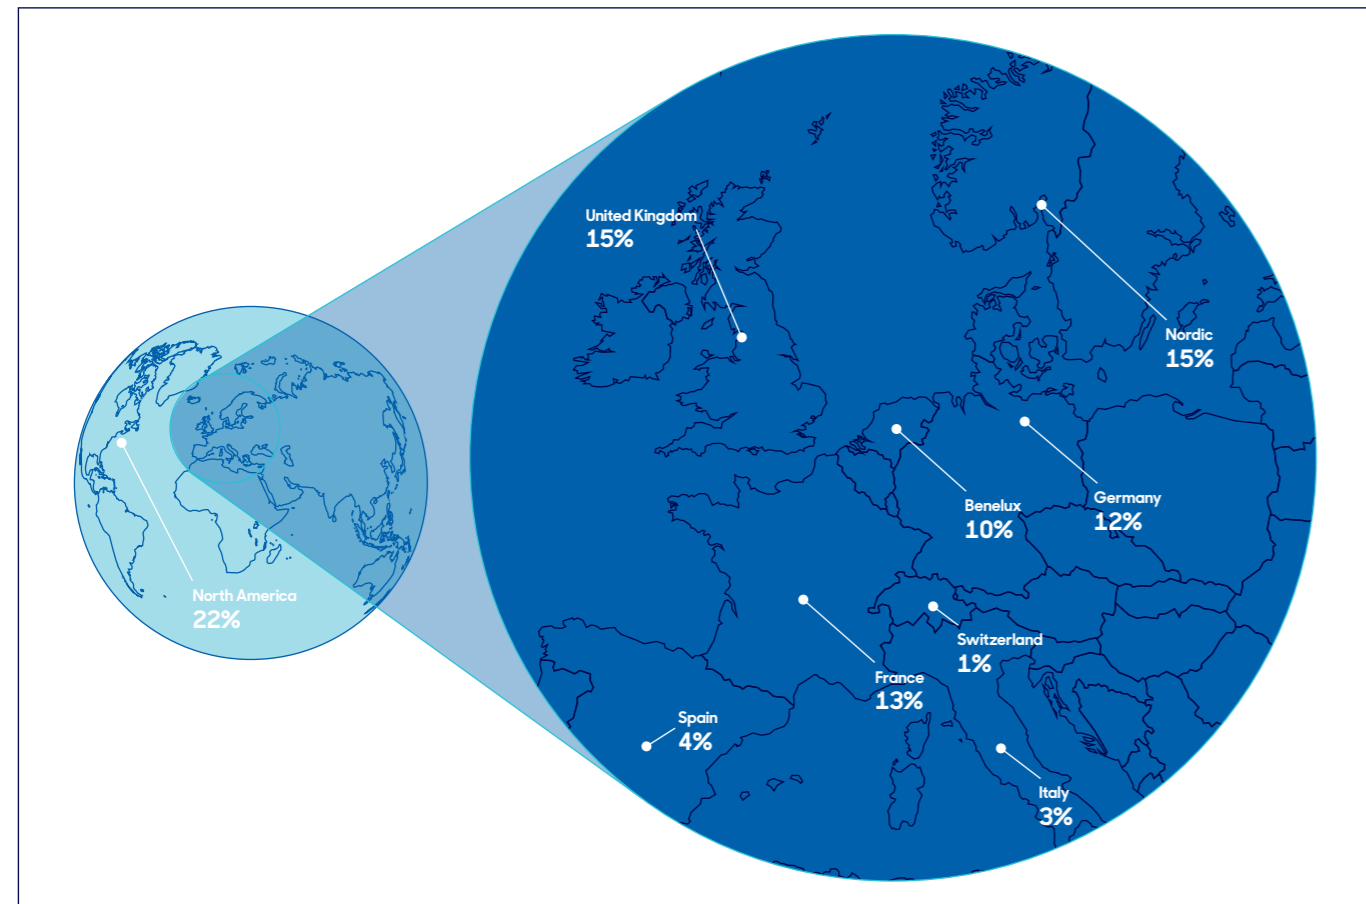 United Kingdom
15%
Nordic
15%
Benelux
10%
Germany
12%
North America
22%
Switzerland
1%
France
13%
Spain
4%
Italy
3%